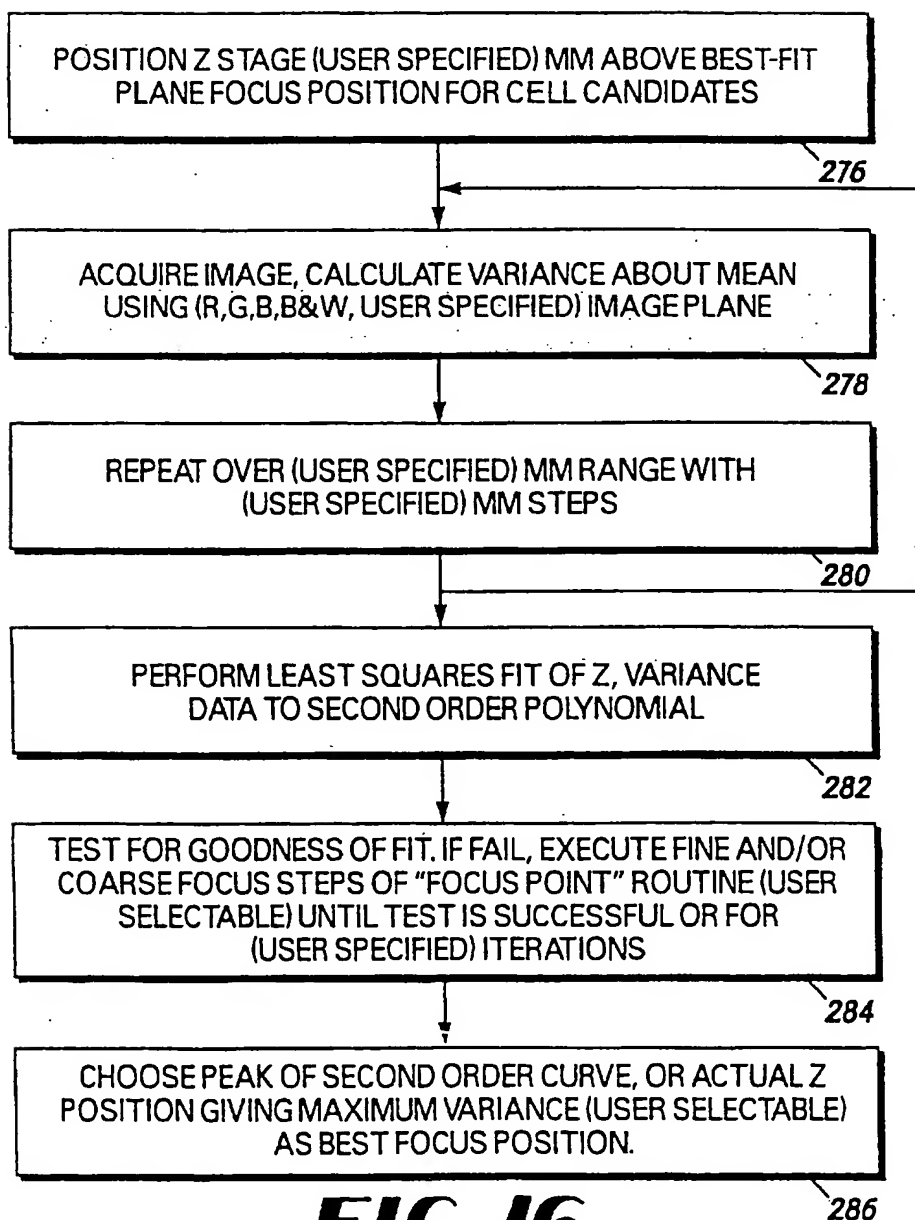 POSITION Z STAGE (USER SPECIFIED) MM ABOVE BEST-FIT
PLANE FOCUS POSITION FOR CELL CANDIDATES
276
ACQUIRE IMAGE, CALCULATE VARIANCE ABOUT MEAN
USING (R,G,B,B&W, USER SPECIFIED) IMAGE PLANE
278
REPEAT OVER (USER SPECIFIED) MM RANGE WITH
(USER SPECIFIED) MM STEPS
280
PERFORM LEAST SQUARES FIT OF Z, VARIANCE
DATA TO SECOND ORDER POLYNOMIAL
282
TEST FOR GOODNESS OF FIT. IF FAIL, EXECUTE FINE AND/OR
COARSE FOCUS STEPS OF "FOCUS POINT" ROUTINE (USER
SELECTABLE) UNTIL TEST IS SUCCESSFUL OR FOR
(USER SPECIFIED) ITERATIONS
284
CHOOSE PEAK OF SECOND ORDER CURVE, OR ACTUAL Z
POSITION GIVING MAXIMUM VARIANCE (USER SELECTABLE)
AS BEST FOCUS POSITION.
286
FIG. 16